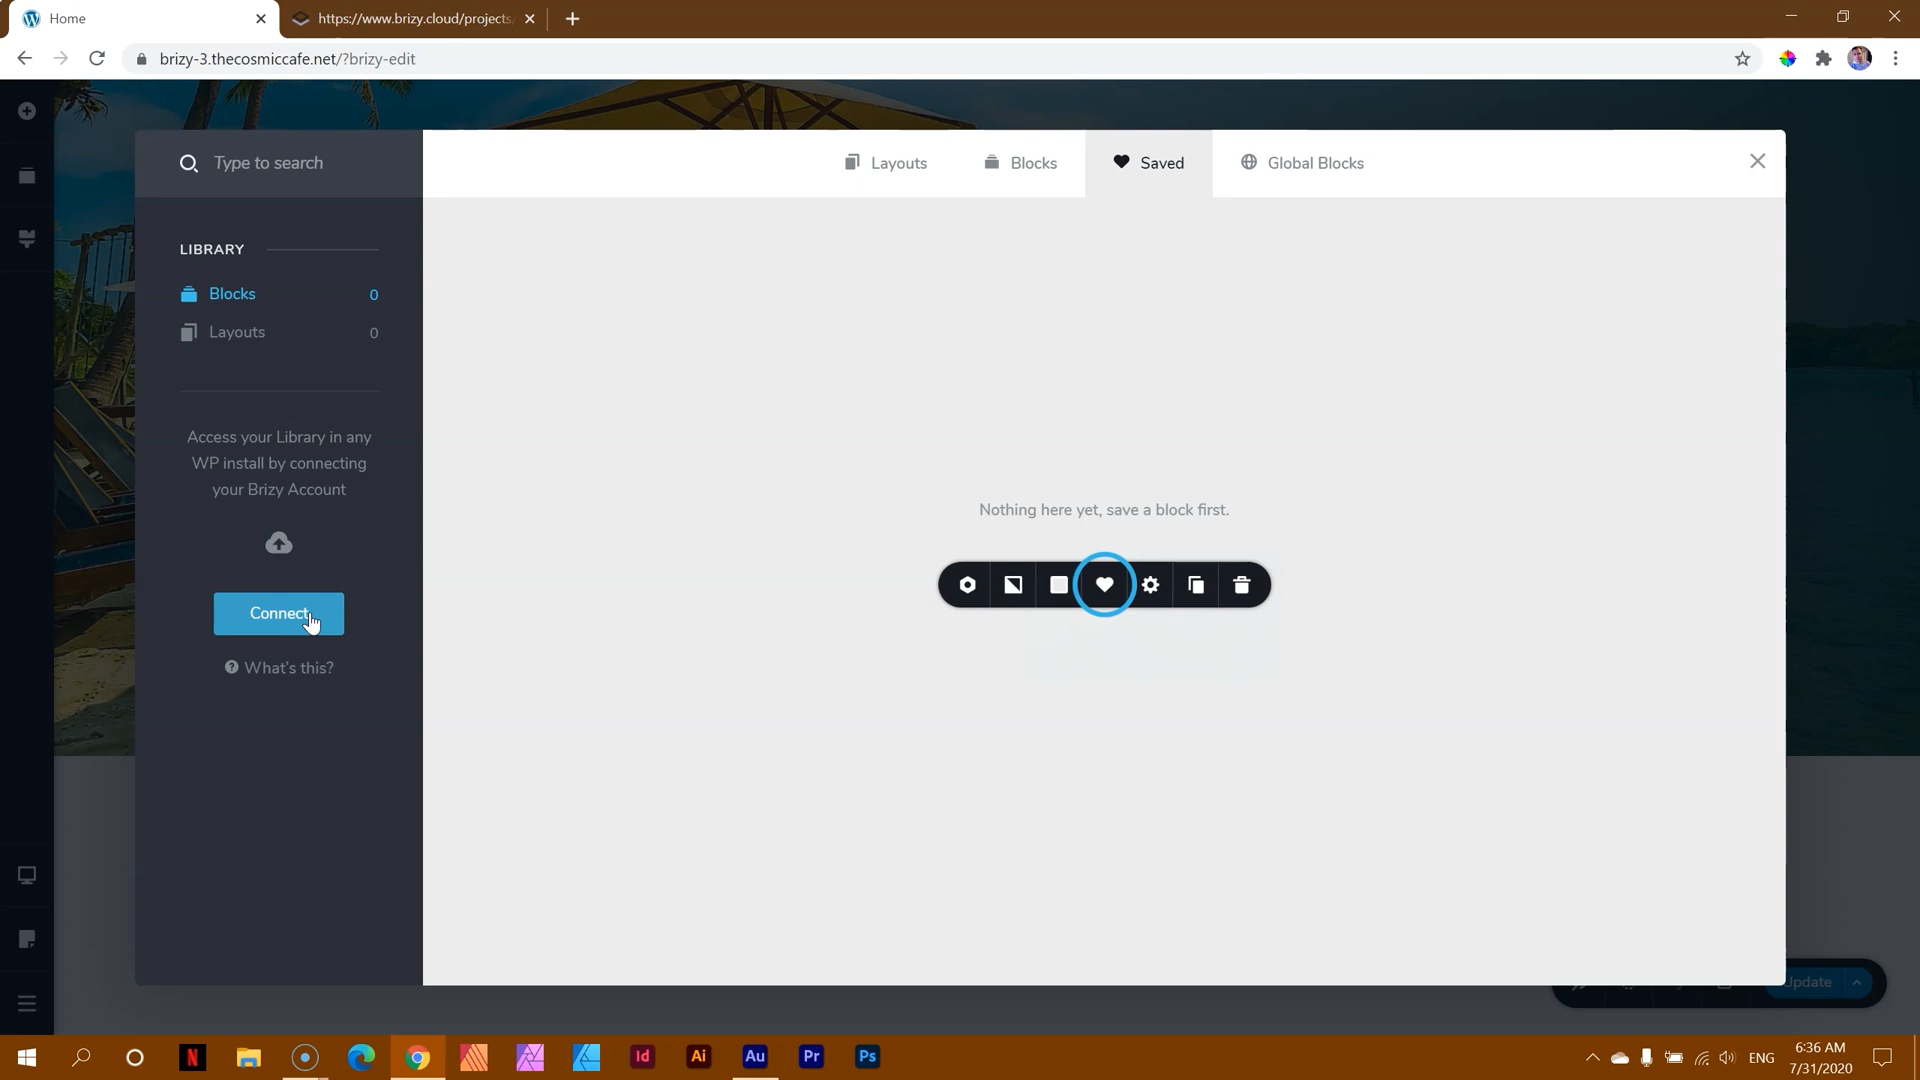 Home
https://www.brizy.cloud/projects/
brizy-3.thecosmiccafe.net/?brizy-edit
Type to search
Layouts
Blocks
Saved
Global Blocks
LIBRARY
Blocks 0
Layouts 0
Access your Library in any
WP install by connecting
your Brizy Account
Connect
What's this?
Nothing here yet, save a block first.
Update
Id
Ai
Au
Pr
Ps
ENG
6:36 AM
7/31/2020